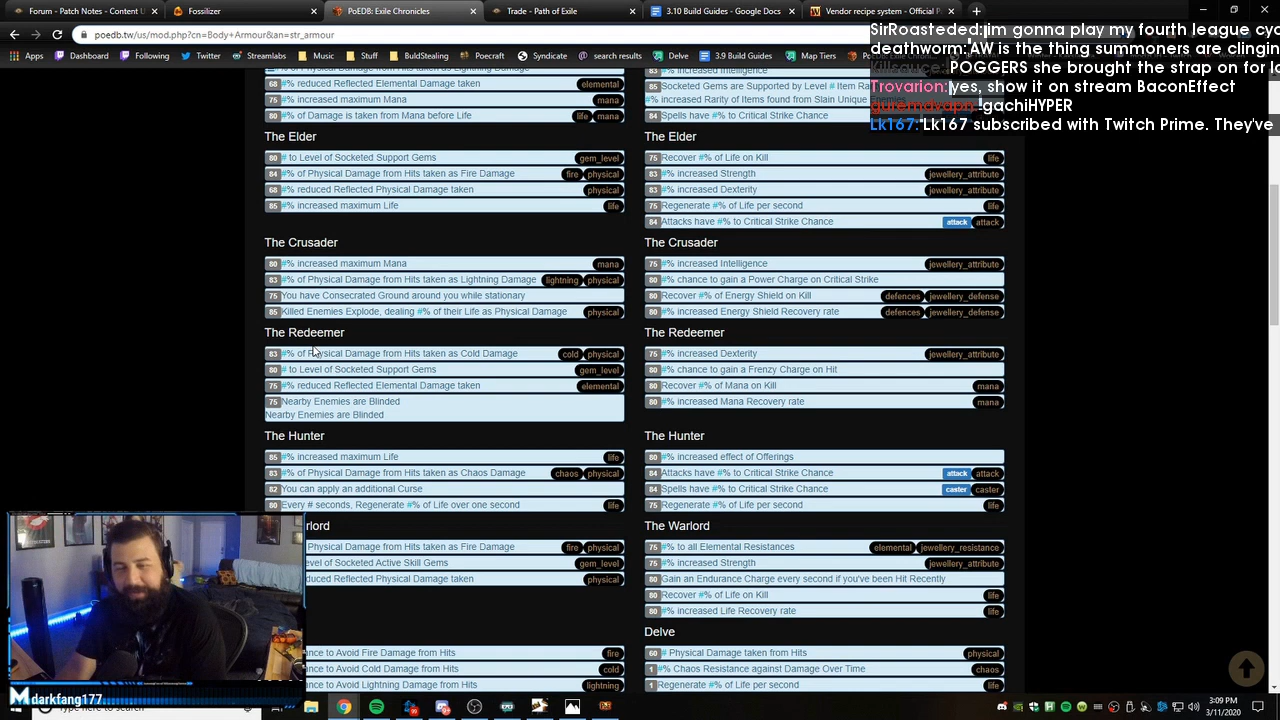 Forum - Patch Notes - Content U
Fossilizer
PoEDB: Exile Chronicles
Trade - Path of Exile
3.10 Build Guides - Google Docs
Vendor recipe system - Official P
poedb.tw/us/mod.php?cn=Body+Armour&an=str_armour
Apps
Download
Following
Twitter
Streamlabs
Music Stuff
BuldStealing
Poecraft
Syndicate
search results
3.9 Build Guides
Map Tiers
SirRoasteded: im gonna play my fourth league cyc
deathworm: AW is the thing summoners are clingin
Killsauce: POGGERS she brought the strap on for lo
Trovarion: yes, show it on stream BaconEffect
gachiHYPER
Lk167: Lk167 subscribed with Twitch Prime. They've
68 #% reduced Reflected Elemental Damage taken elemental
75 #% increased maximum Mana mana
80 #% of Damage is taken from Mana before Life life mana
83 #% increased Intelligence
85 Socketed Gems are Supported by Level # Item Ra
#% increased Rarity of Items found from Slain Unique Enemies
84 Spells have #% to Critical Strike Chance
The Elder
80 # to Level of Socketed Support Gems gem_level
84 #% of Physical Damage from Hits taken as Fire Damage fire physical
68 #% reduced Reflected Physical Damage taken physical
85 #% increased maximum Life life
The Elder
75 Recover #% of Life on Kill life
83 #% increased Strength jewellery_attribute
83 #% increased Dexterity jewellery_attribute
75 Regenerate #% of Life per second life
84 Attacks have #% to Critical Strike Chance attack attack
The Crusader
80 #% increased maximum Mana mana
83 #% of Physical Damage from Hits taken as Lightning Damage lightning physical
75 You have Consecrated Ground around you while stationary
85 Killed Enemies Explode, dealing #% of their Life as Physical Damage physical
The Crusader
75 #% increased Intelligence jewellery_attribute
80 #% chance to gain a Power Charge on Critical Strike
80 Recover #% of Energy Shield on Kill defences jewellery_defense
80 #% increased Energy Shield Recovery rate defences jewellery_defense
The Redeemer
83 #% of Physical Damage from Hits taken as Cold Damage cold physical
80 # to Level of Socketed Support Gems gem_level
75 #% reduced Reflected Elemental Damage taken elemental
75 Nearby Enemies are Blinded
Nearby Enemies are Blinded
The Redeemer
75 #% increased Dexterity jewellery_attribute
80 #% chance to gain a Frenzy Charge on Hit
80 Recover #% of Mana on Kill mana
80 #% increased Mana Recovery rate mana
The Hunter
85 #% increased maximum Life life
83 #% of Physical Damage from Hits taken as Chaos Damage chaos physical
82 You can apply an additional Curse
80 Every # seconds, Regenerate #% of Life over one second life
The Hunter
80 #% increased effect of Offerings
84 Attacks have #% to Critical Strike Chance attack attack
84 Spells have #% to Critical Strike Chance caster caster
75 Regenerate #% of Life per second life
rlord
Physical Damage from Hits taken as Fire Damage fire physical
evel of Socketed Active Skill Gems gem_level
duced Reflected Physical Damage taken physical
The Warlord
75 #% to all Elemental Resistances elemental jewellery_resistance
75 #% increased Strength jewellery_attribute
80 Gain an Endurance Charge every second if you've been Hit Recently
80 Recover #% of Life on Kill life
80 #% increased Life Recovery rate life
ance to Avoid Fire Damage from Hits fire
ance to Avoid Cold Damage from Hits cold
ance to Avoid Lightning Damage from Hits lightning
Delve
60 # Physical Damage taken from Hits physical
1 #% Chaos Resistance against Damage Over Time chaos
1 Regenerate #% of Life per second life
darkfang177
Type here to search
3:09 PM
3/11/2020